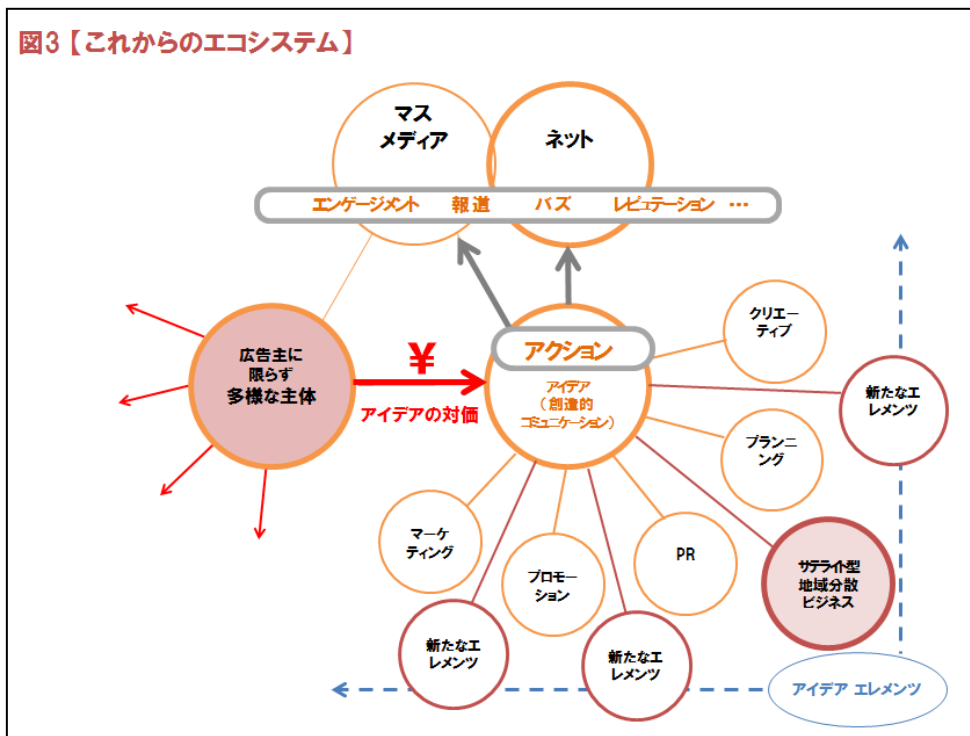 図3【これからのエコシステム】
マス
メディア
ネット
エンゲージメント 報道 バズ レピュテーション …
クリエー
ティブ
広告主に
限らず
多様な主体
¥
アイデアの対価
アクション
アイデア
(創造的
コミュニケーション)
新たなエ
レメンツ
プランニ
ング
マーケ
ティング
プロモー
ション
PR
サテライト型
地域分散
ビジネス
新たなエ
レメンツ
新たなエ
レメンツ
アイデア エレメンツ